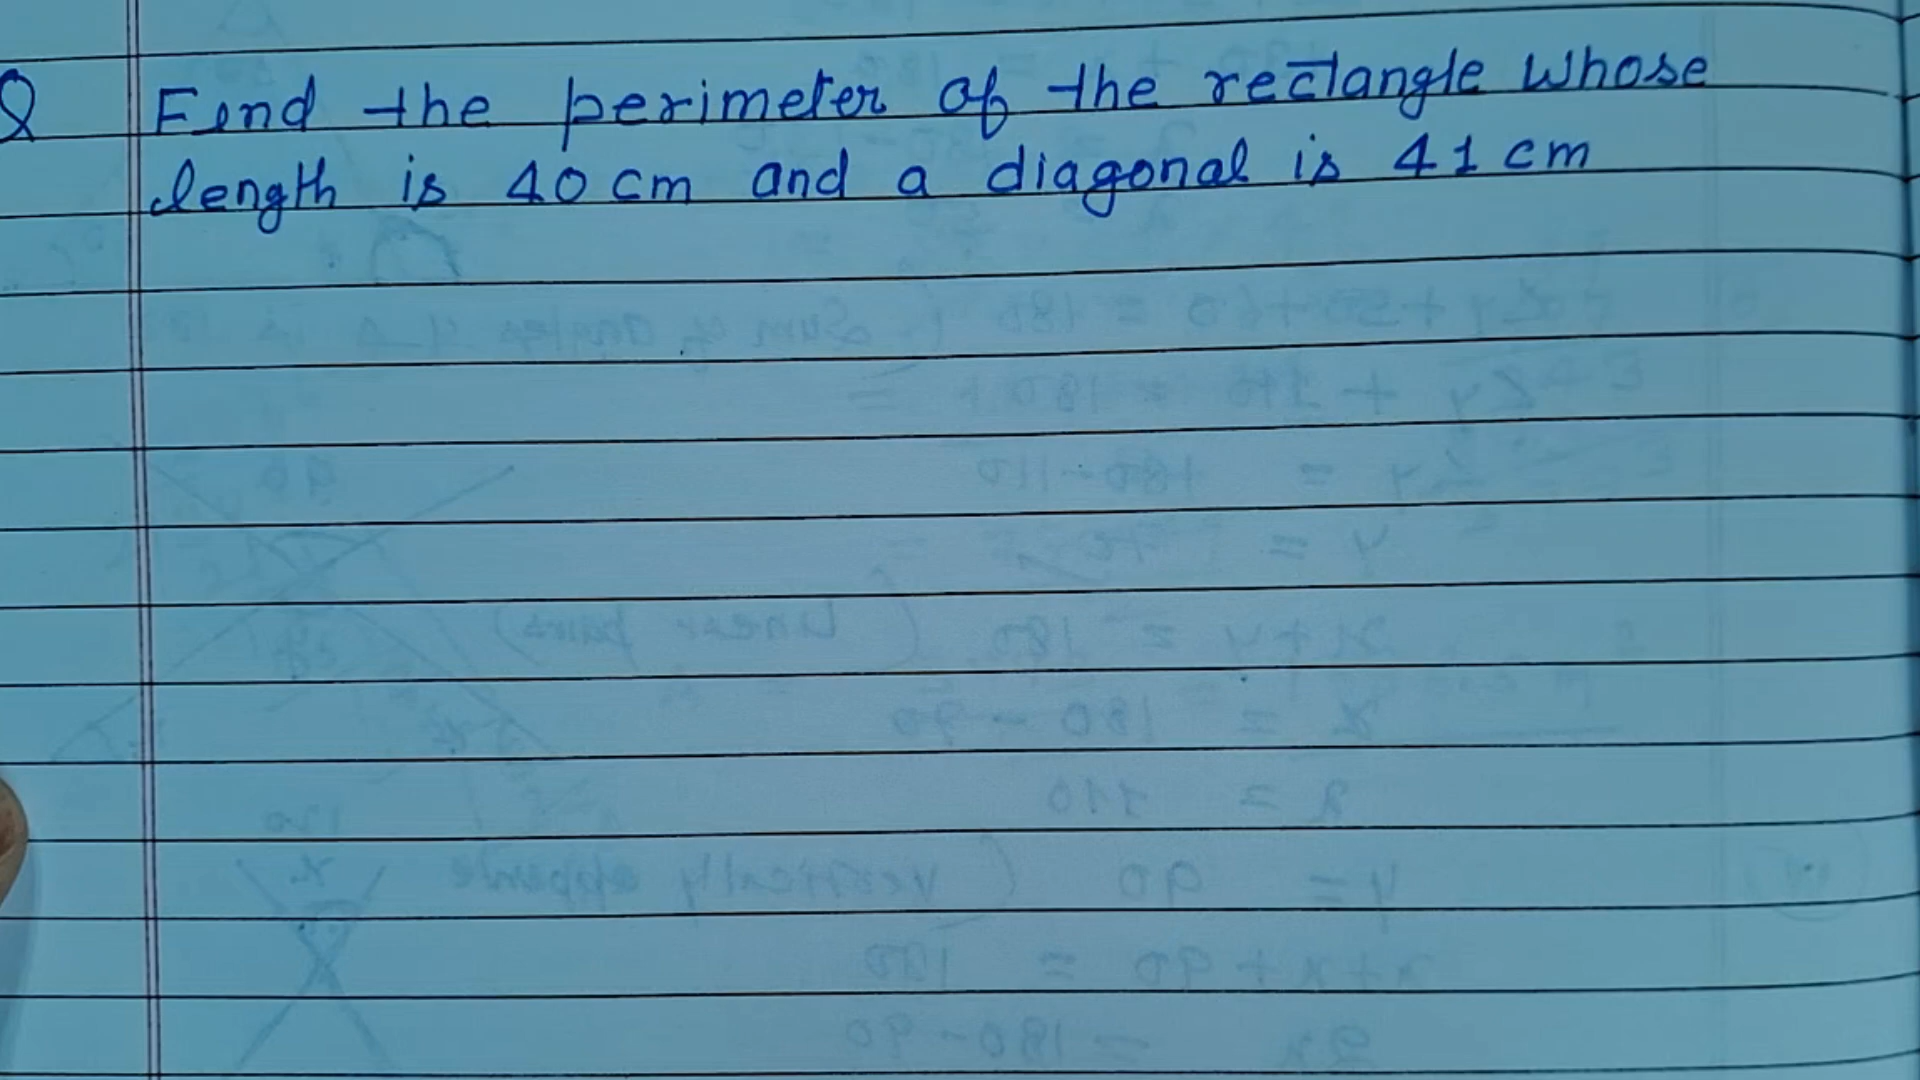 Q Find the perimeter of the rectangle whose
length is 40 cm and a diagonal is 41 cm